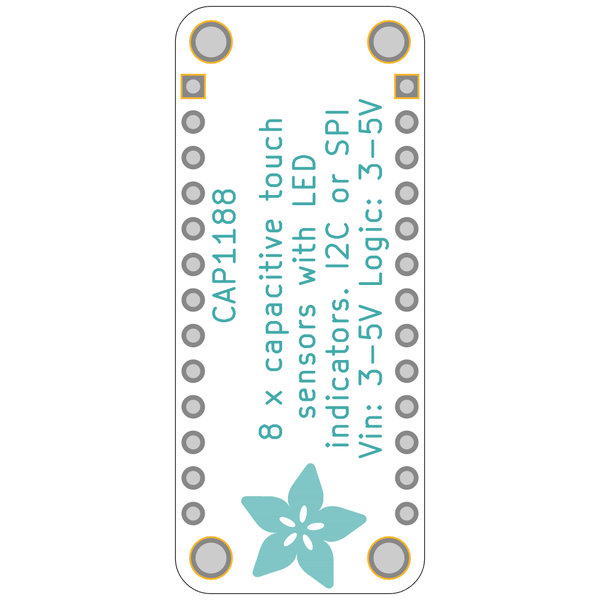 CAP1188
8 x capacitive touch
sensors with LED
indicators. I2C or SPI
Vin: 3-5V Logic: 3-5V